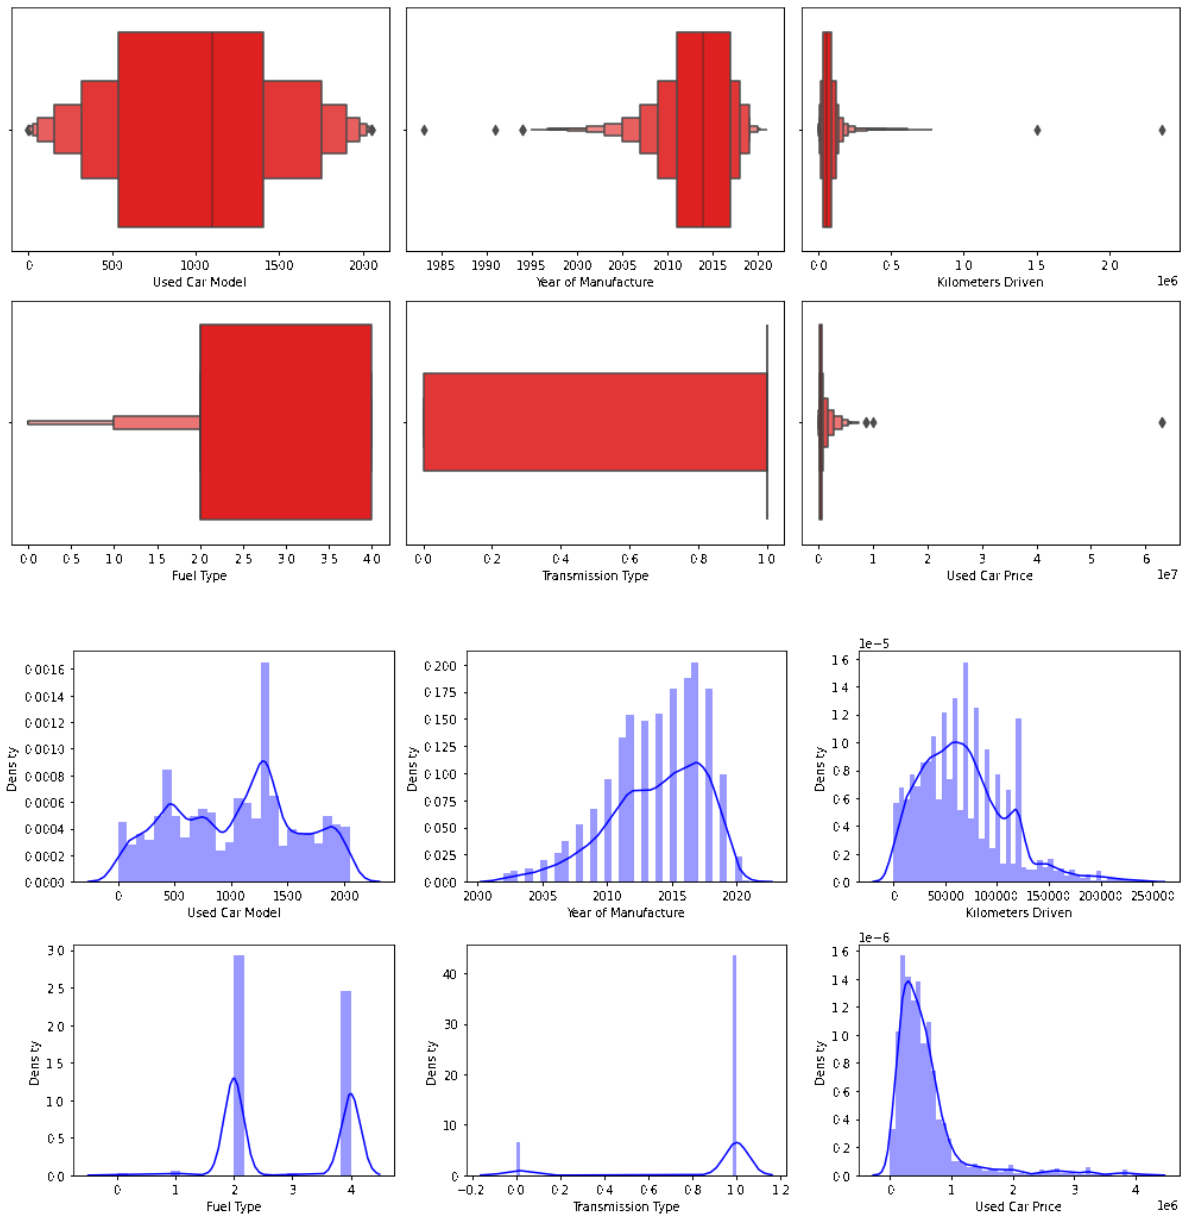 0 500 1000 1500 2000
Used Car Model
1985 1990 1995 2000 2005 2010 2015 2020
Year of Manufacture
0.0 0.5 1.0 1.5 2.0
1e6
Kilometers Driven
0.0 0.5 1.0 1.5 2.0 2.5 3.0 3.5 4.0
Fuel Type
0.0 0.2 0.4 0.6 0.8 1.0
Transmission Type
0 1 2 3 4 5 6
1e7
Used Car Price
0.0016
0.0014
0.0012
0.0010
0.0008
0.0006
0.0004
0.0002
0.0000
Density
0 500 1000 1500 2000
Used Car Model
0.200
0.175
0.150
0.125
0.100
0.075
0.050
0.025
0.000
Density
2000 2005 2010 2015 2020
Year of Manufacture
1e−5
1.6
1.4
1.2
1.0
0.8
0.6
0.4
0.2
0.0
Density
0 50000 100000 150000 200000 250000
Kilometers Driven
3.0
2.5
2.0
1.5
1.0
0.5
0.0
Density
0 1 2 3 4
Fuel Type
40
30
20
10
0
Density
−0.2 0.0 0.2 0.4 0.6 0.8 1.0 1.2
Transmission Type
1e−6
1.6
1.4
1.2
1.0
0.8
0.6
0.4
0.2
0.0
Density
0 1 2 3 4
1e6
Used Car Price